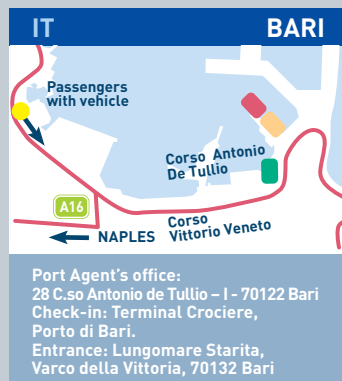 IT BARI
Passengers
with vehicle
Corso Antonio
De Tullio
A16
Corso
Vittorio Veneto
NAPLES
Port Agent’s office:
28 C.so Antonio de Tullio – I - 70122 Bari
Check-in: Terminal Crociere,
Porto di Bari.
Entrance: Lungomare Starita,
Varco della Vittoria, 70132 Bari